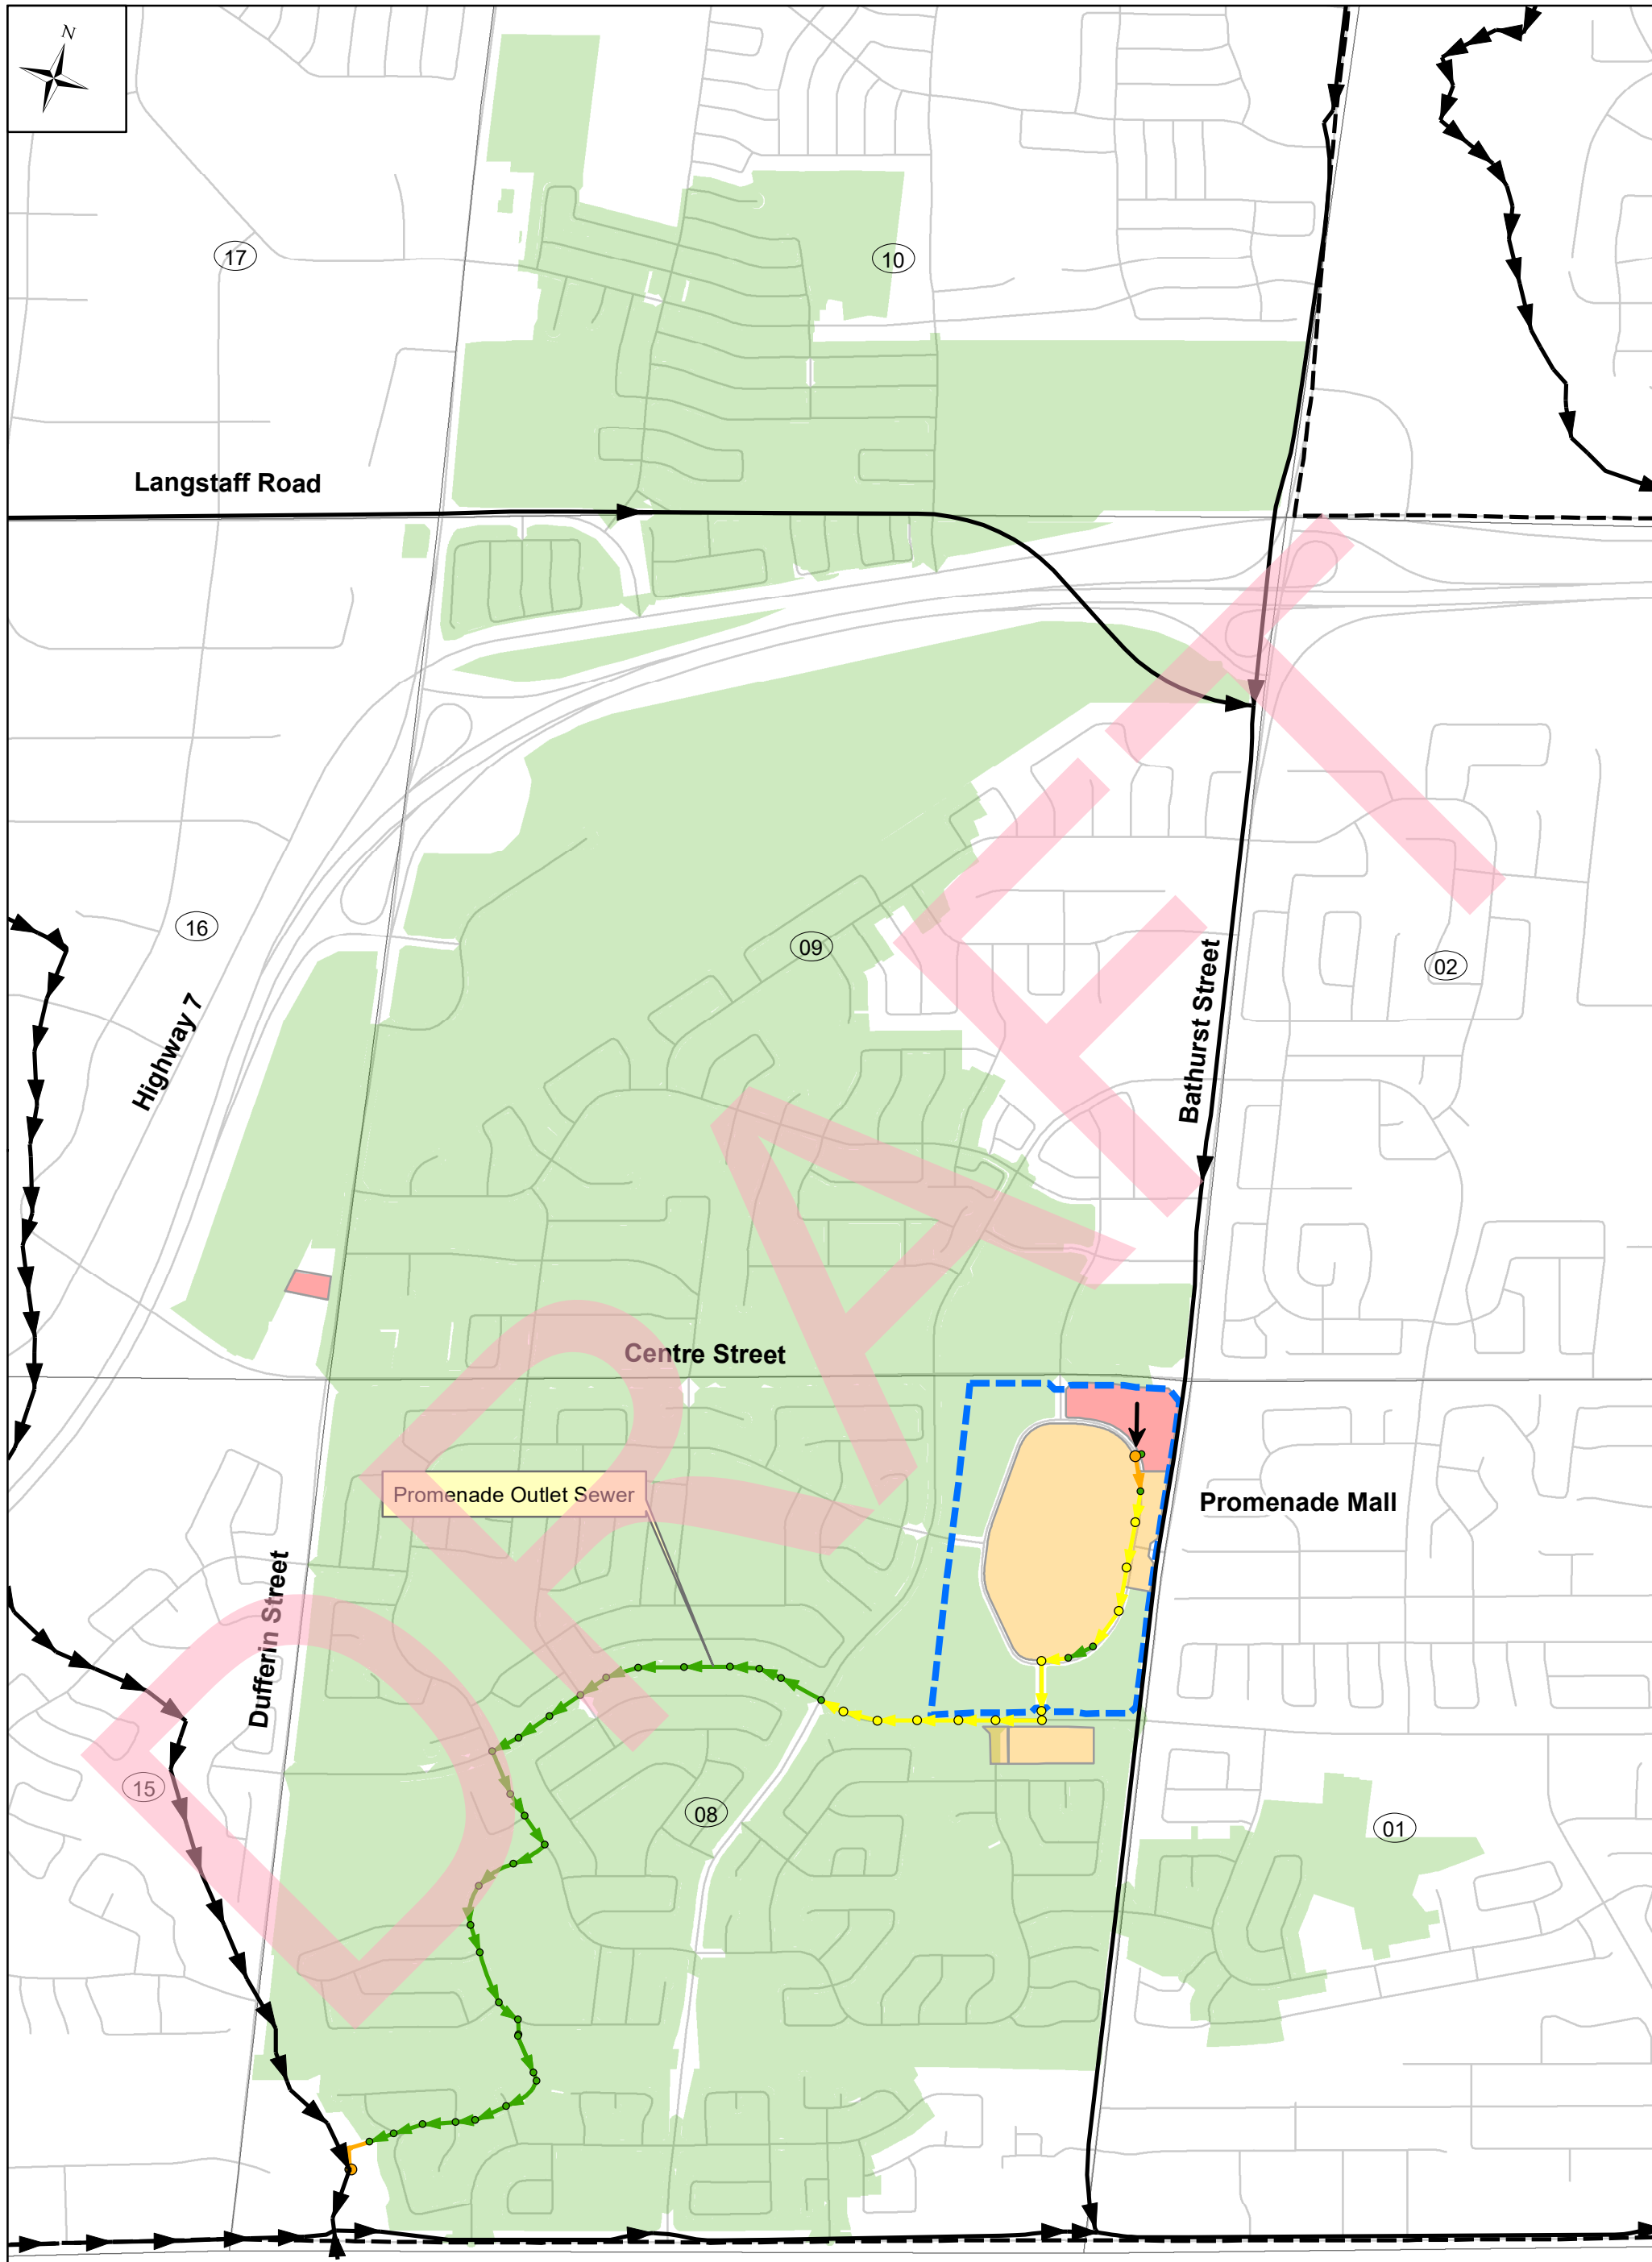 N
17
10
Langstaff Road
16
09
02
Highway 7
Bathurst Street
Centre Street
Promenade Outlet Sewer
Promenade Mall
Dufferin Street
15
08
01
DRAFT